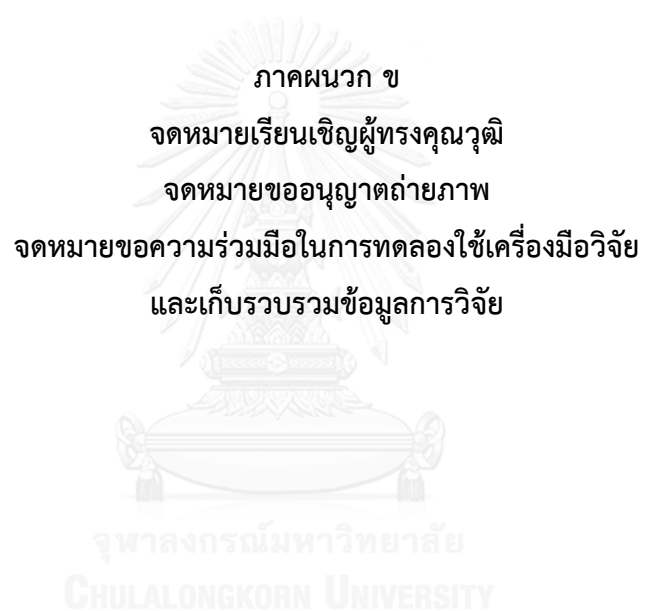 ภาคผนวก ข
จดหมายเรียนเชิญผู้ทรงคุณวุฒิ
จดหมายขออนุญาตถ่ายภาพ
จดหมายขอความร่วมมือในการทดลองใช้เครื่องมือวิจัย
และเก็บรวบรวมข้อมูลการวิจัย
จุฬาลงกรณ์มหาวิทยาลัย
CHULALONGKORN UNIVERSITY